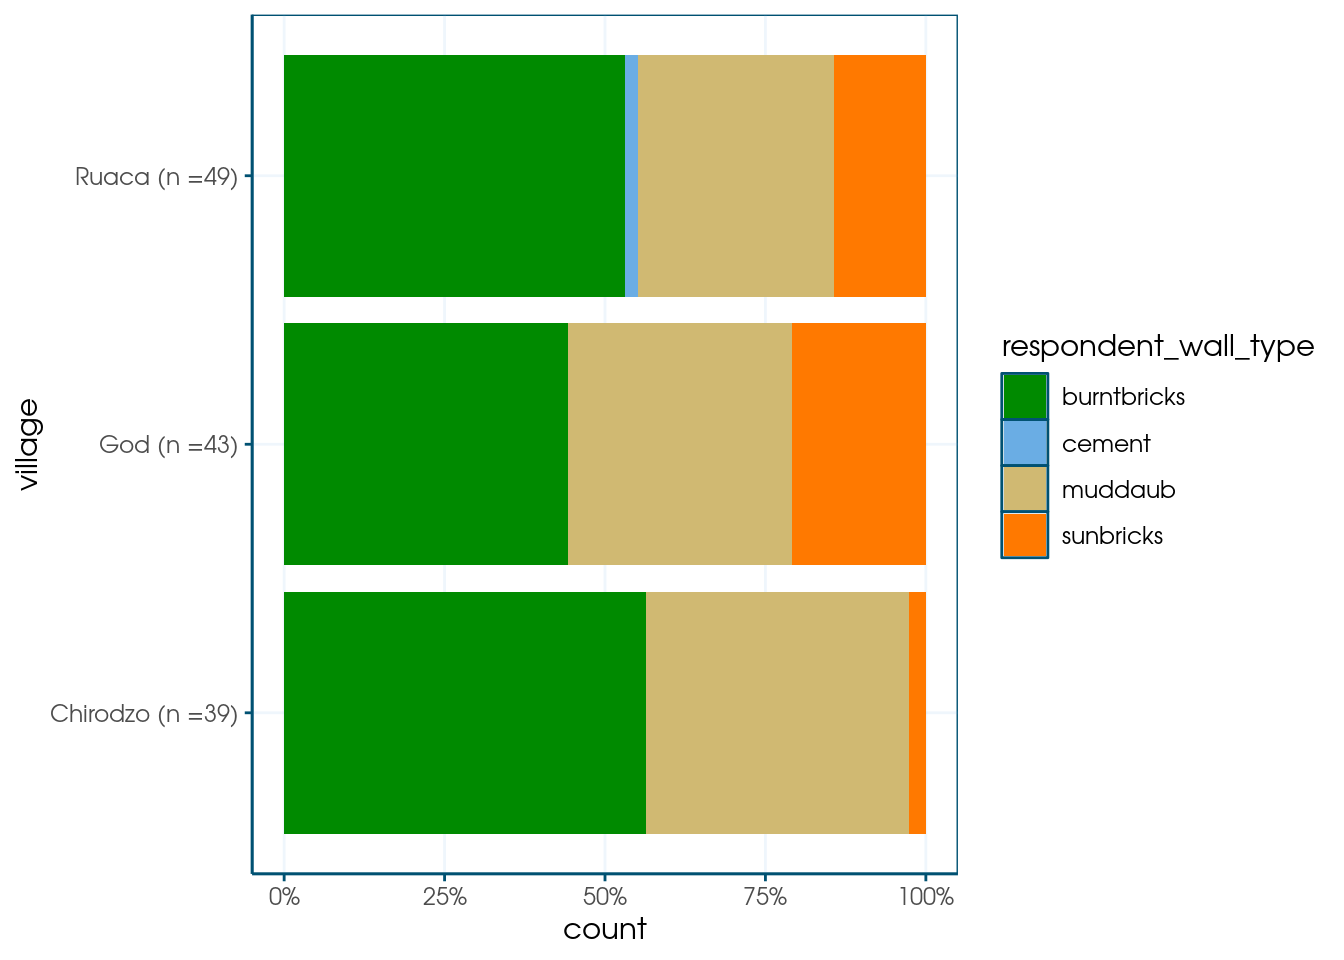 village
Ruaca (n =49)
God (n =43)
Chirodzo (n =39)
0% 25% 50% 75% 100%
count
respondent_wall_type
burntbricks
cement
muddaub
sunbricks